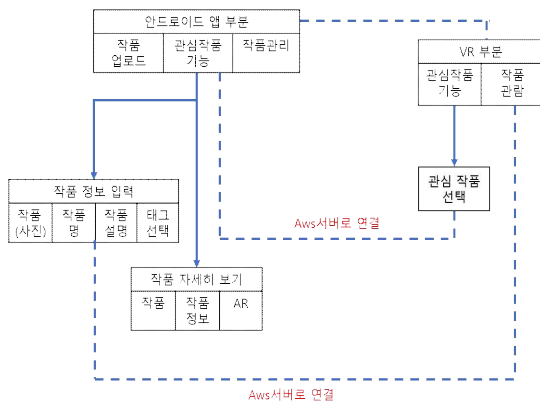 안드로이드 앱 부분
작품 업로드
관심작품 기능
작품관리
VR 부분
관심작품 기능
작품 관람
작품 정보 입력
작품 (사진)
작품 명
작품 설명
태그 선택
관심 작품 선택
Aws서버로 연결
작품 자세히 보기
작품
작품 정보
AR
Aws서버로 연결